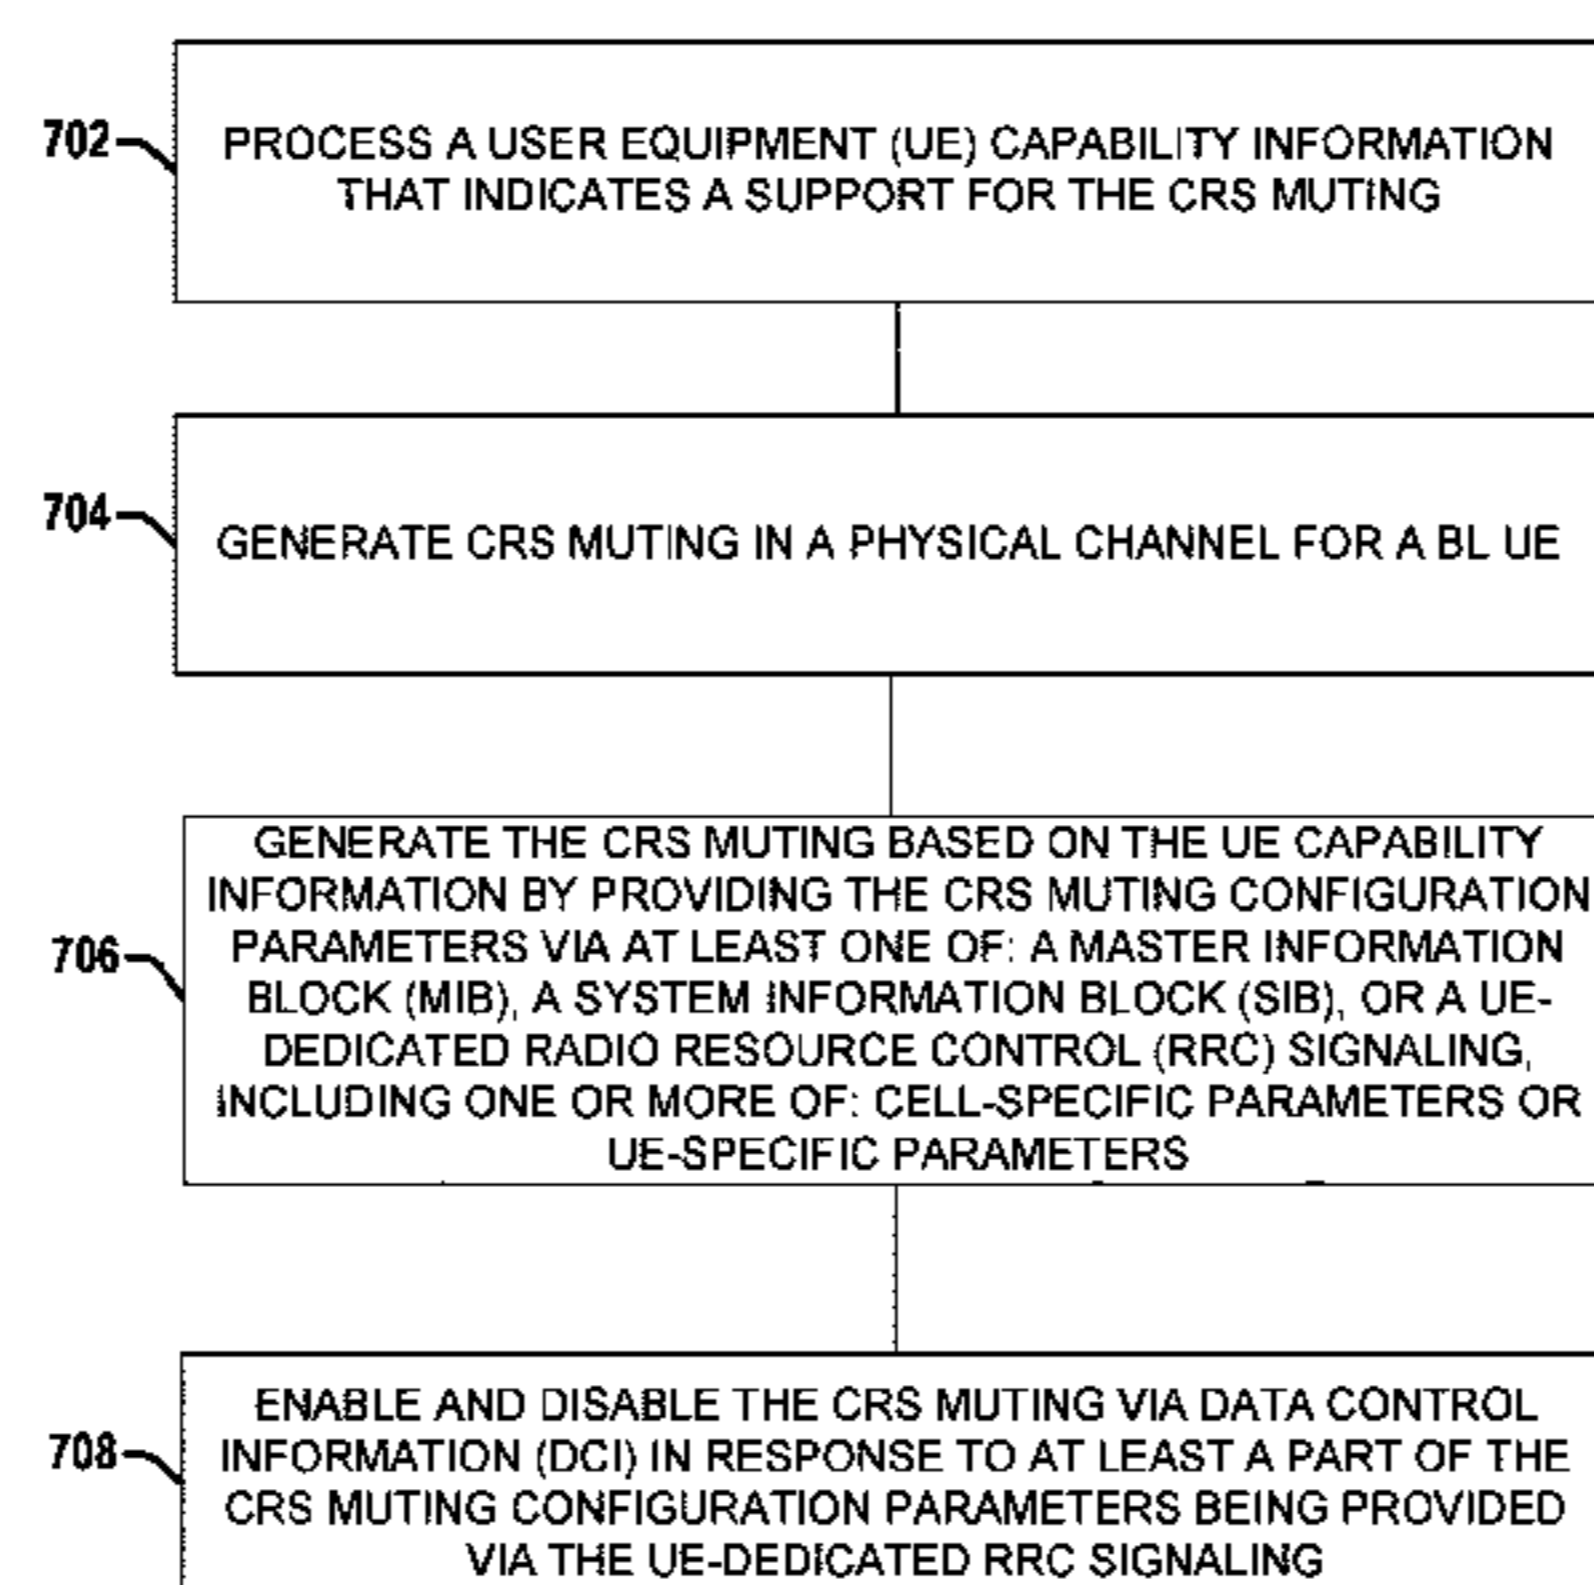 702
PROCESS A USER EQUIPMENT (UE) CAPABILITY INFORMATION
THAT INDICATES A SUPPORT FOR THE CRS MUTING
704
GENERATE CRS MUTING IN A PHYSICAL CHANNEL FOR A BL UE
706
GENERATE THE CRS MUTING BASED ON THE UE CAPABILITY
INFORMATION BY PROVIDING THE CRS MUTING CONFIGURATION
PARAMETERS VIA AT LEAST ONE OF: A MASTER INFORMATION
BLOCK (MIB), A SYSTEM INFORMATION BLOCK (SIB), OR A UE-
DEDICATED RADIO RESOURCE CONTROL (RRC) SIGNALING,
INCLUDING ONE OR MORE OF: CELL-SPECIFIC PARAMETERS OR
UE-SPECIFIC PARAMETERS
708
ENABLE AND DISABLE THE CRS MUTING VIA DATA CONTROL
INFORMATION (DCI) IN RESPONSE TO AT LEAST A PART OF THE
CRS MUTING CONFIGURATION PARAMETERS BEING PROVIDED
VIA THE UE-DEDICATED RRC SIGNALING